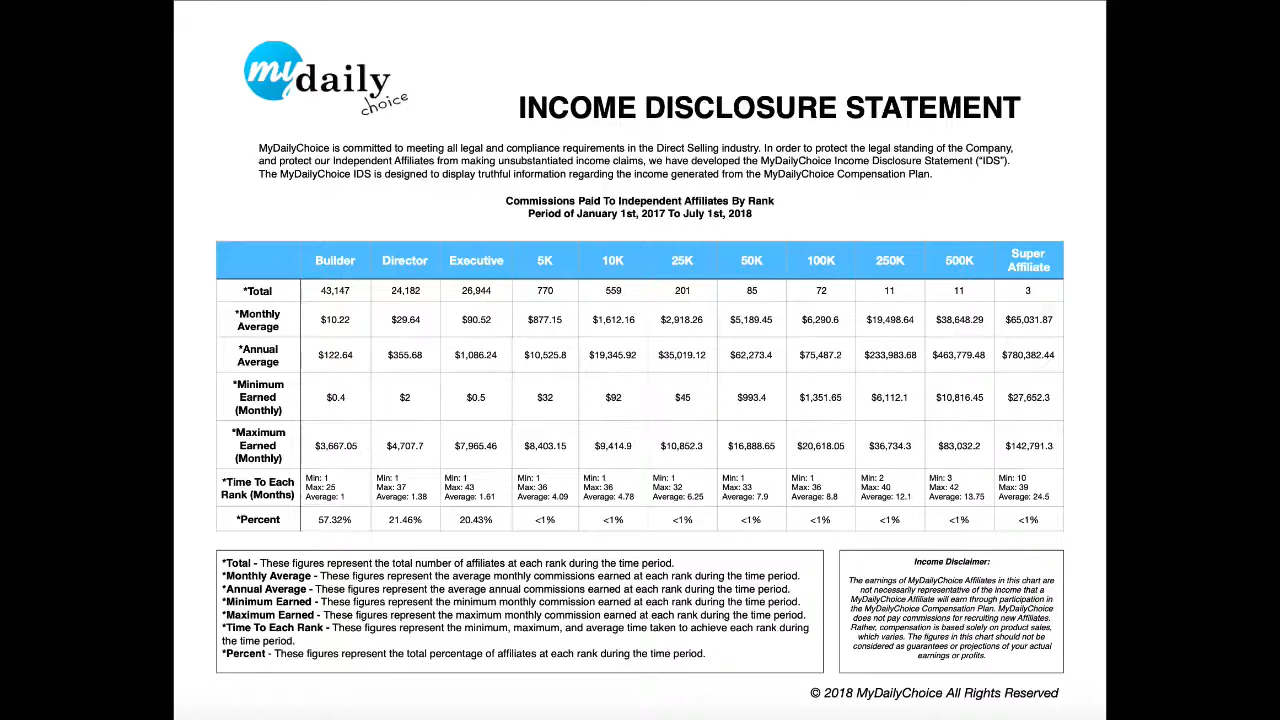 my daily choice
INCOME DISCLOSURE STATEMENT
MyDailyChoice is committed to meeting all legal and compliance requirements in the Direct Selling industry. In order to protect the legal standing of the Company,
and protect our Independent Affiliates from making unsubstantiated income claims, we have developed the MyDailyChoice Income Disclosure Statement ("IDS").
The MyDailyChoice IDS is designed to display truthful information regarding the income generated from the MyDailyChoice Compensation Plan.
Commissions Paid To Independent Affiliates By Rank
Period of January 1st, 2017 To July 1st, 2018
Builder Director Executive 5K 10K 25K 50K 100K 250K 500K Super Affiliate
*Total 43,147 24,182 26,944 770 559 201 85 72 11 11 3
*Monthly Average $10.22 $29.64 $90.52 $877.15 $1,612.16 $2,918.26 $5,189.45 $6,290.6 $19,498.64 $38,648.29 $65,031.87
*Annual Average $122.64 $355.68 $1,086.24 $10,525.8 $19,345.92 $35,019.12 $62,273.4 $75,487.2 $233,983.68 $463,779.48 $780,382.44
*Minimum Earned (Monthly) $0.4 $2 $0.5 $32 $92 $45 $993.4 $1,351.65 $6,112.1 $10,816.45 $27,652.3
*Maximum Earned (Monthly) $3,667.05 $4,707.7 $7,965.46 $8,403.15 $9,414.9 $10,852.3 $16,888.65 $20,618.05 $36,734.3 $83,032.2 $142,791.3
*Time To Each Rank (Months)
Min: 1 Min: 1 Min: 1 Min: 1 Min: 1 Min: 1 Min: 1 Min: 1 Min: 2 Min: 3 Min: 10
Max: 25 Max: 37 Max: 43 Max: 36 Max: 36 Max: 32 Max: 33 Max: 36 Max: 40 Max: 42 Max: 39
Average: 1 Average: 1.38 Average: 1.61 Average: 4.09 Average: 4.78 Average: 6.25 Average: 7.9 Average: 8.8 Average: 12.1 Average: 13.75 Average: 24.5
*Percent 57.32% 21.46% 20.43% <1% <1% <1% <1% <1% <1% <1% <1%
*Total - These figures represent the total number of affiliates at each rank during the time period.
*Monthly Average - These figures represent the average monthly commissions earned at each rank during the time period.
*Annual Average - These figures represent the average annual commissions earned at each rank during the time period.
*Minimum Earned - These figures represent the minimum monthly commission earned at each rank during the time period.
*Maximum Earned - These figures represent the maximum monthly commission earned at each rank during the time period.
*Time To Each Rank - These figures represent the minimum, maximum, and average time taken to achieve each rank during
the time period.
*Percent - These figures represent the total percentage of affiliates at each rank during the time period.
Income Disclaimer:
The earnings of MyDailyChoice Affiliates in this chart are
not necessarily representative of the income that a
MyDailyChoice Affiliate will earn through participation in
the MyDailyChoice Compensation Plan. MyDailyChoice
does not pay commissions for recruiting new Affiliates.
Rather, compensation is based solely on product sales,
which varies. The figures in this chart should not be
considered as guarantees or projections of your actual
earnings or profits.
© 2018 MyDailyChoice All Rights Reserved